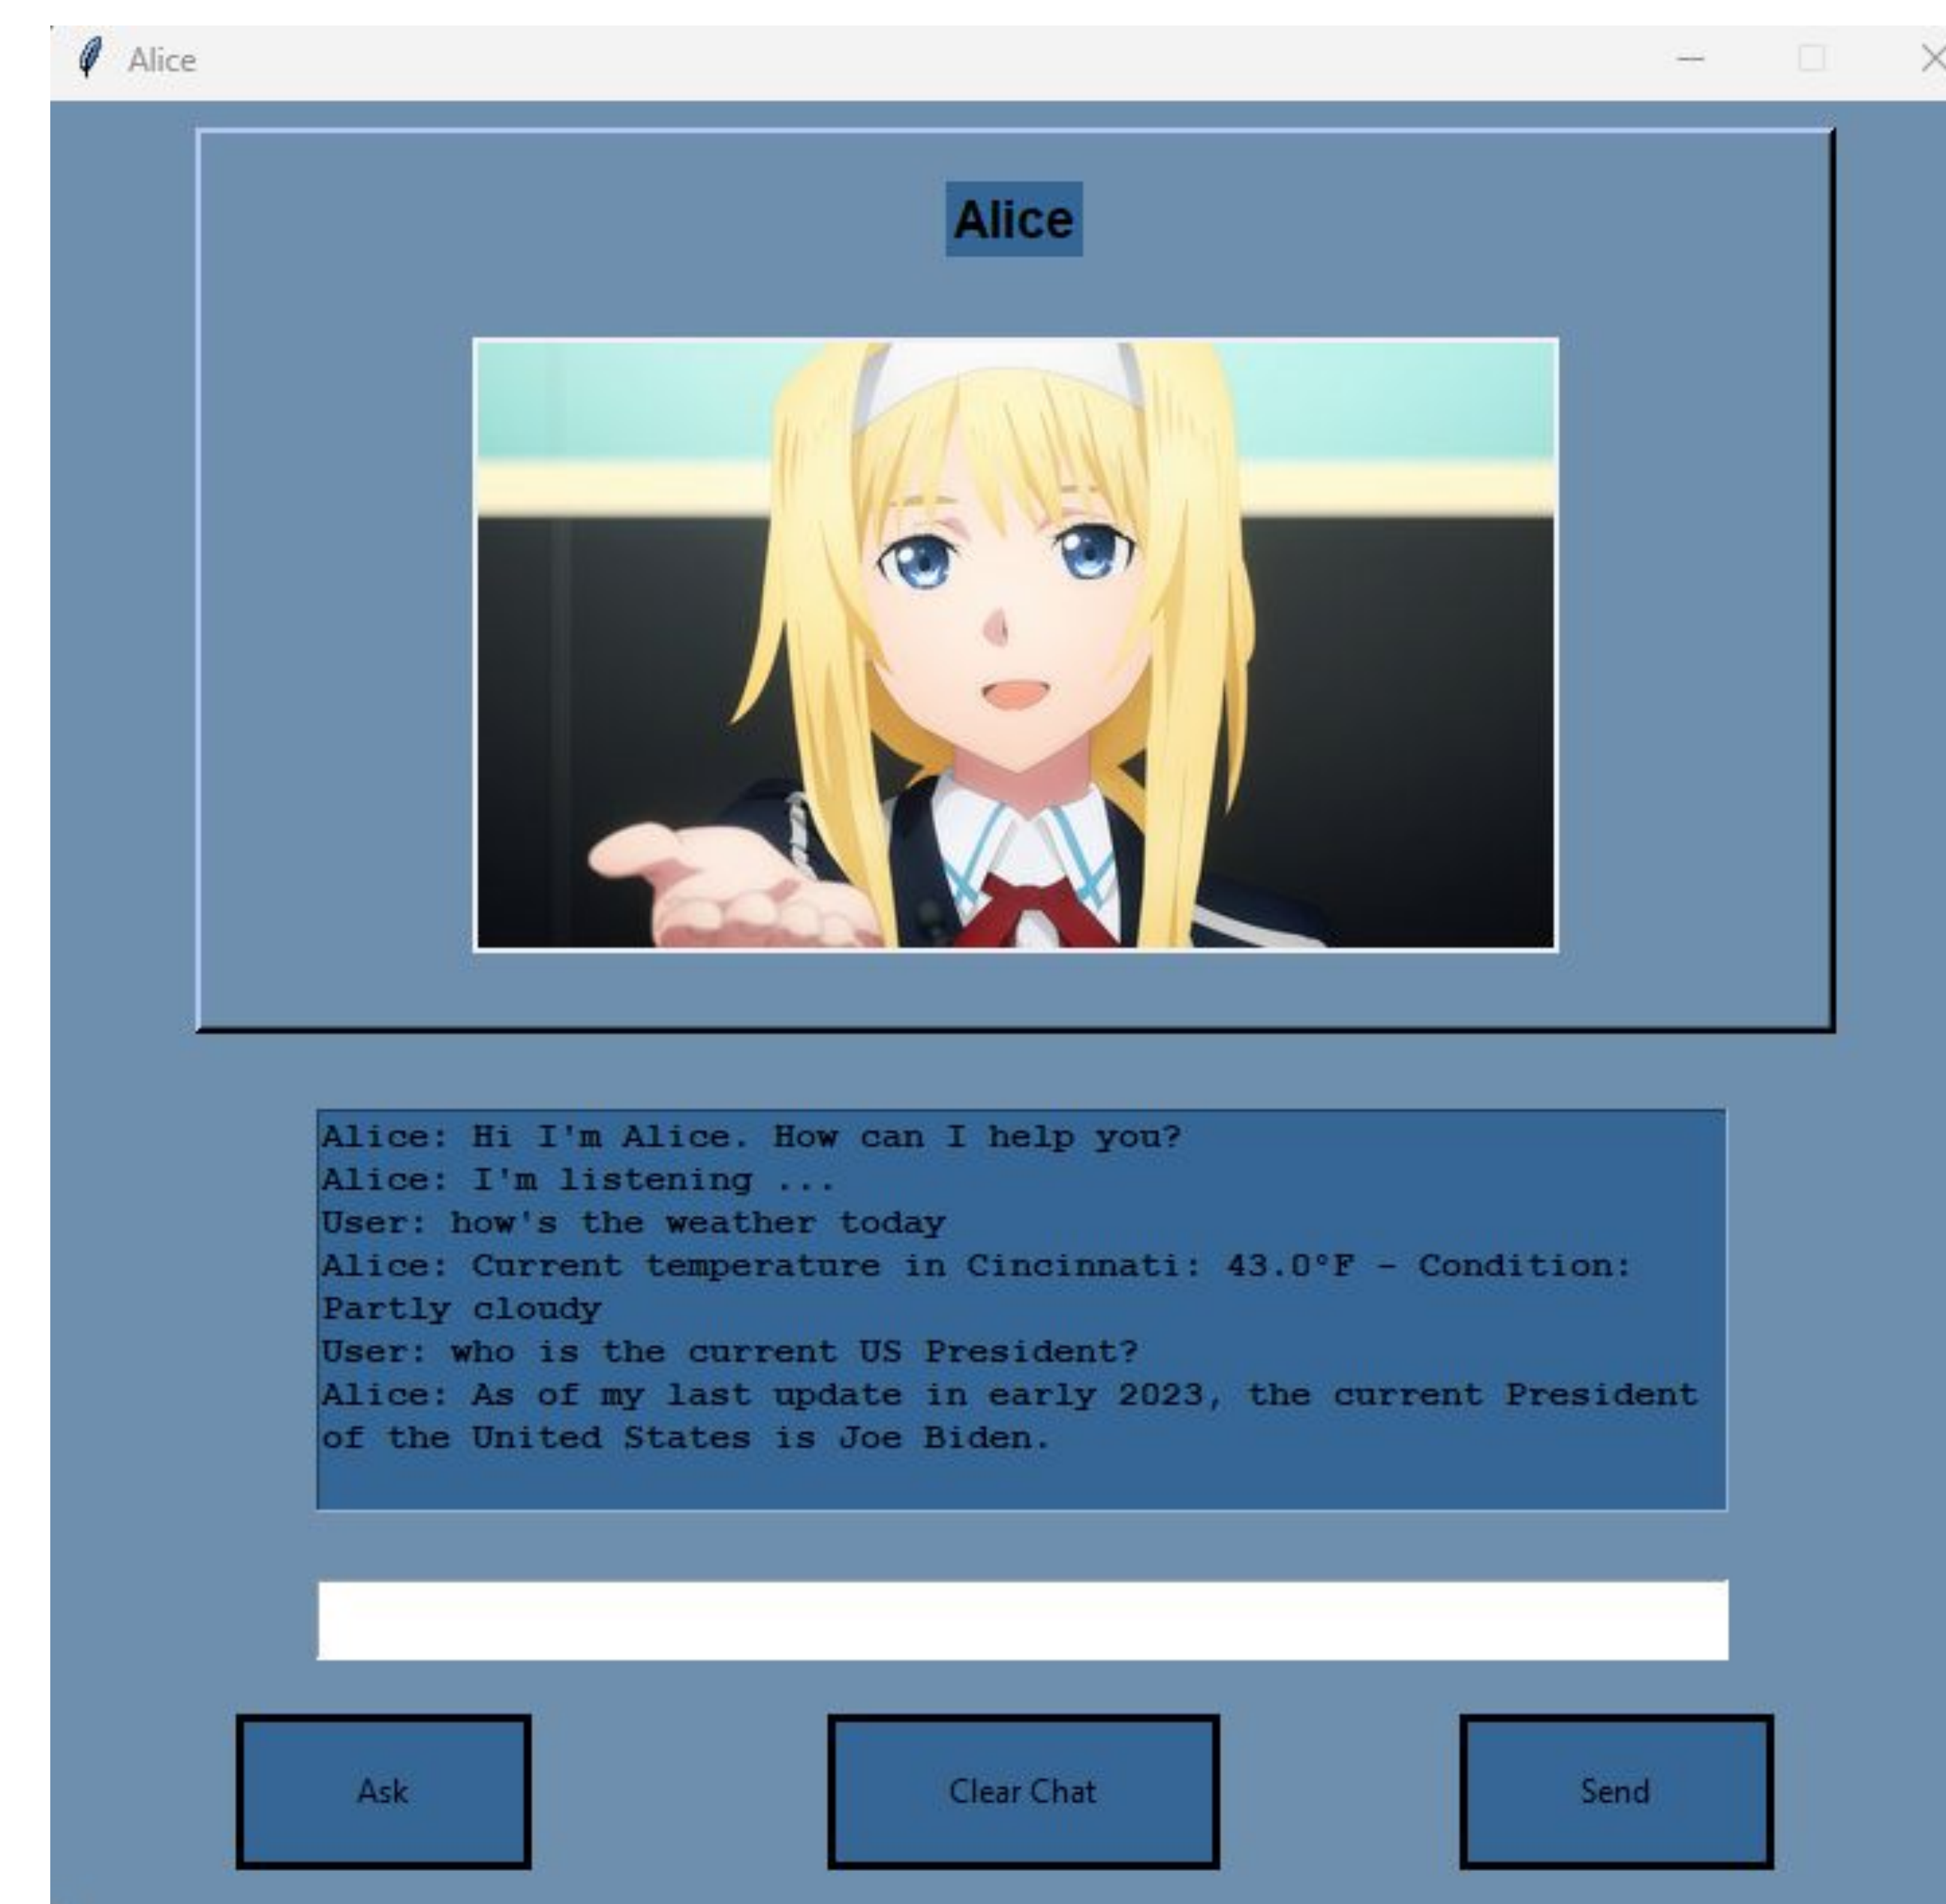 Alice
Alice
Alice: Hi I'm Alice. How can I help you?
Alice: I'm listening ...
User: how's the weather today
Alice: Current temperature in Cincinnati: 43.0°F - Condition:
Partly cloudy
User: who is the current US President?
Alice: As of my last update in early 2023, the current President
of the United States is Joe Biden.
Ask
Clear Chat
Send